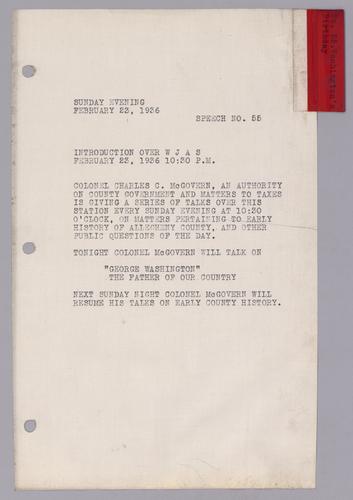 No. 55 Washington's
Birthday
SUNDAY EVENING
FEBRUARY 23, 1936
SPEECH NO. 55
INTRODUCTION OVER W J A S
FEBRUARY 23, 1936 10:30 P.M.
COLONEL CHARLES C. McGOVERN, AN AUTHORITY
ON COUNTY GOVERNMENT AND MATTERS TO TAXES
IS GIVING A SERIES OF TALKS OVER THIS
STATION EVERY SUNDAY EVENING AT 10:30
O'CLOCK, ON MATTERS PERTAINING TO EARLY
HISTORY OF ALLEGHENY COUNTY, AND OTHER
PUBLIC QUESTIONS OF THE DAY.
TONIGHT COLONEL McGOVERN WILL TALK ON
"GEORGE WASHINGTON"
THE FATHER OF OUR COUNTRY
NEXT SUNDAY NIGHT COLONEL McGOVERN WILL
RESUME HIS TALKS ON EARLY COUNTY HISTORY.